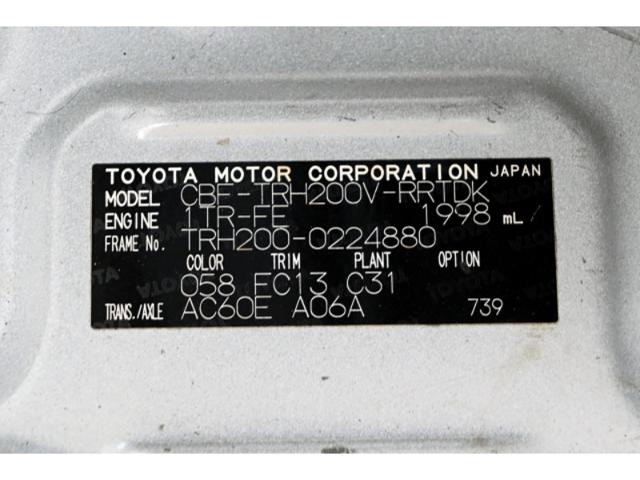 TOYOTA MOTOR CORPORATION JAPAN
MODEL CBF-TRH200V-RRTDK
ENGINE 1TR-FE 1998 mL
FRAME No. TRH200-0224880
COLOR TRIM PLANT OPTION
058 FC13 C31
TRANS./AXLE AC60E A06A 739